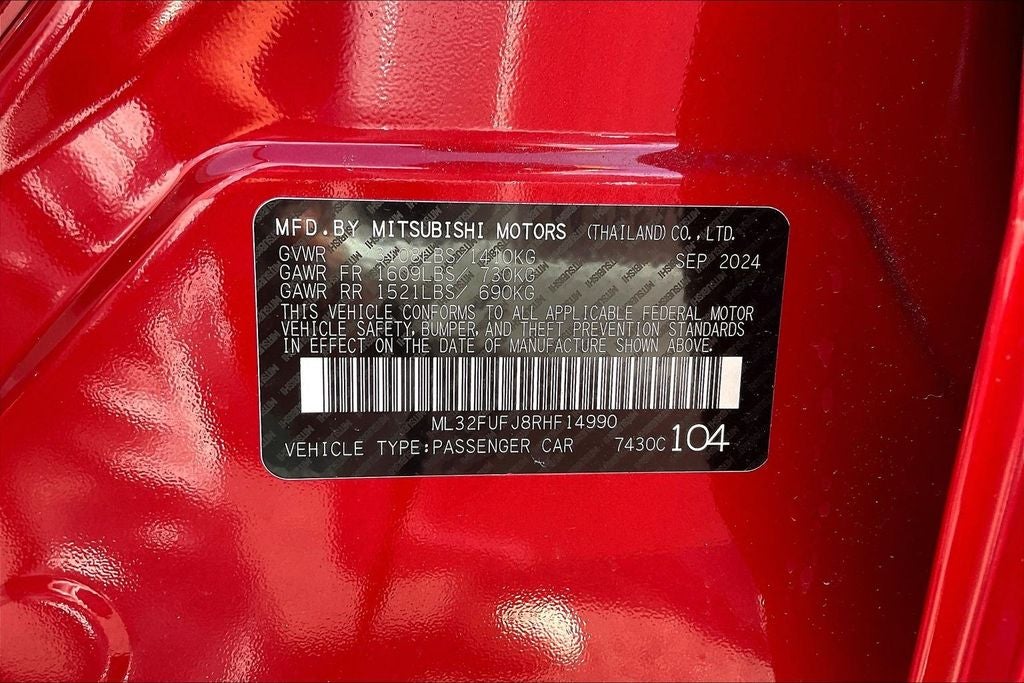 MFD.BY MITSUBISHI MOTORS (THAILAND) CO., LTD.
GVWR 3108LBS/1410KG SEP 2024
GAWR FR 1609LBS/ 730KG
GAWR RR 1521LBS/ 690KG
THIS VEHICLE CONFORMS TO ALL APPLICABLE FEDERAL MOTOR
VEHICLE SAFETY, BUMPER, AND THEFT PREVENTION STANDARDS
IN EFFECT ON THE DATE OF MANUFACTURE SHOWN ABOVE.
ML32FUFJ8RHF14990
VEHICLE TYPE:PASSENGER CAR 7430C 104